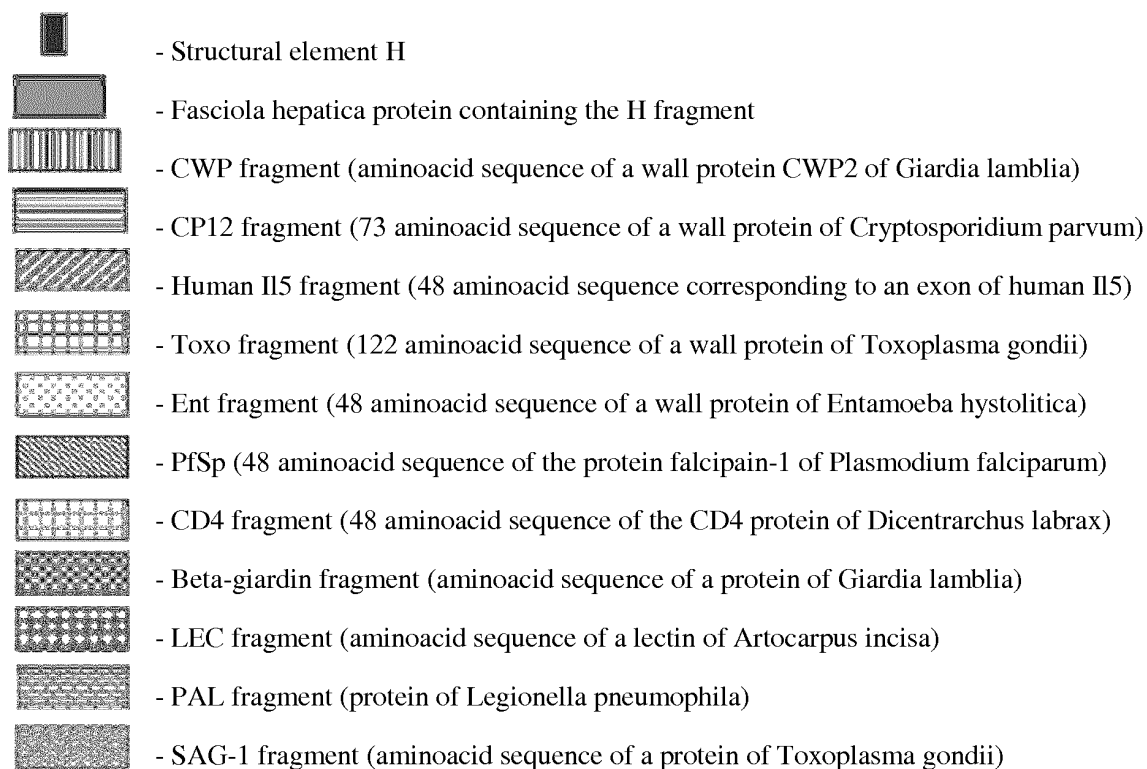 - Structural element H
- Fasciola hepatica protein containing the H fragment
- CWP fragment (aminoacid sequence of a wall protein CWP2 of Giardia lamblia)
- CP12 fragment (73 aminoacid sequence of a wall protein of Cryptosporidium parvum)
- Human Il5 fragment (48 aminoacid sequence corresponding to an exon of human Il5)
- Toxo fragment (122 aminoacid sequence of a wall protein of Toxoplasma gondii)
- Ent fragment (48 aminoacid sequence of a wall protein of Entamoeba hystolitica)
- PfSp (48 aminoacid sequence of the protein falcipain-1 of Plasmodium falciparum)
- CD4 fragment (48 aminoacid sequence of the CD4 protein of Dicentrarchus labrax)
- Beta-giardin fragment (aminoacid sequence of a protein of Giardia lamblia)
- LEC fragment (aminoacid sequence of a lectin of Artocarpus incisa)
- PAL fragment (protein of Legionella pneumophila)
- SAG-1 fragment (aminoacid sequence of a protein of Toxoplasma gondii)